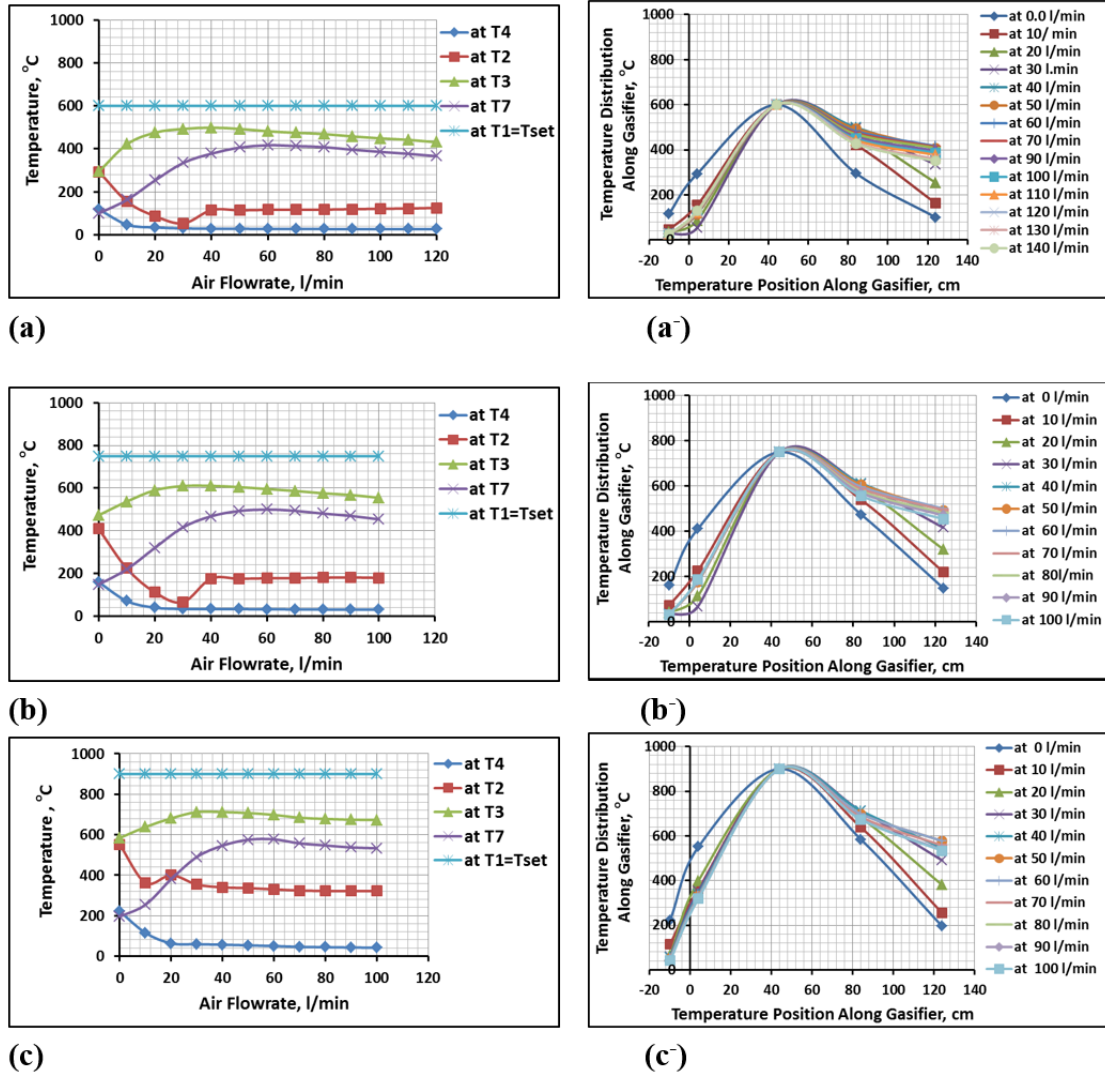 1000
800
600
400
200
0
Temperature, °C
0 20 40 60 80 100 120
Air Flowrate, l/min
at T4
at T2
at T3
at T7
at T1=Tset
(a)
1000
800
600
400
200
0
Temperature Distribution
Along Gasifier, °C
-20 0 20 40 60 80 100 120 140
Temperature Position Along Gasifier, cm
at 0.0 l/min
at 10/ min
at 20 l/min
at 30 l.min
at 40 l/min
at 50 l/min
at 60 l/min
at 70 l/min
at 90 l/min
at 100 l/min
at 110 l/min
at 120 l/min
at 130 l/min
at 140 l/min
(a⁻)
1000
800
600
400
200
0
Temperature, °C
0 20 40 60 80 100 120
Air Flowrate, l/min
at T4
at T2
at T3
at T7
at T1=Tset
(b)
1000
800
600
400
200
0
Temperature Distribution
Along Gasifier, °C
-20 0 20 40 60 80 100 120 140
Temperature Position Along Gasifier, cm
at 0 l/min
at 10 l/min
at 20 l/min
at 30 l/min
at 40 l/min
at 50 l/min
at 60 l/min
at 70 l/min
at 80l/min
at 90 l/min
at 100 l/min
(b⁻)
1000
800
600
400
200
0
Temperature, °C
0 20 40 60 80 100 120
Air Flowrate, l/min
at T4
at T2
at T3
at T7
at T1=Tset
(c)
1000
800
600
400
200
0
Temperature Distribution
Along Gasifier, °C
-20 0 20 40 60 80 100 120 140
Temperature Position Along Gasifier, cm
at 0 l/min
at 10 l/min
at 20 l/min
at 30 l/min
at 40 l/min
at 50 l/min
at 60 l/min
at 70 l/min
at 80 l/min
at 90 l/min
at 100 l/min
(c⁻)